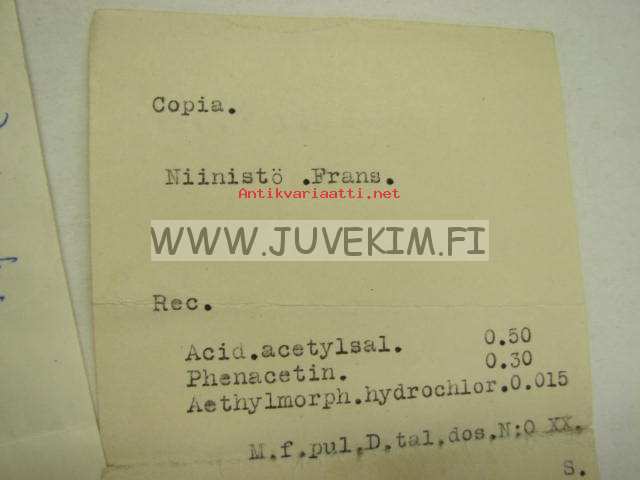 Copia.
Niinistö .Frans.
Antikvariaatti.net
WWW.JUVEKIM.FI
Rec.
Acid.acetylsal. 0.50
Phenacetin. 0.30
Aethylmorph.hydrochlor.0.015
M.f.pul.D.tal.dos.N:o XX.
S.